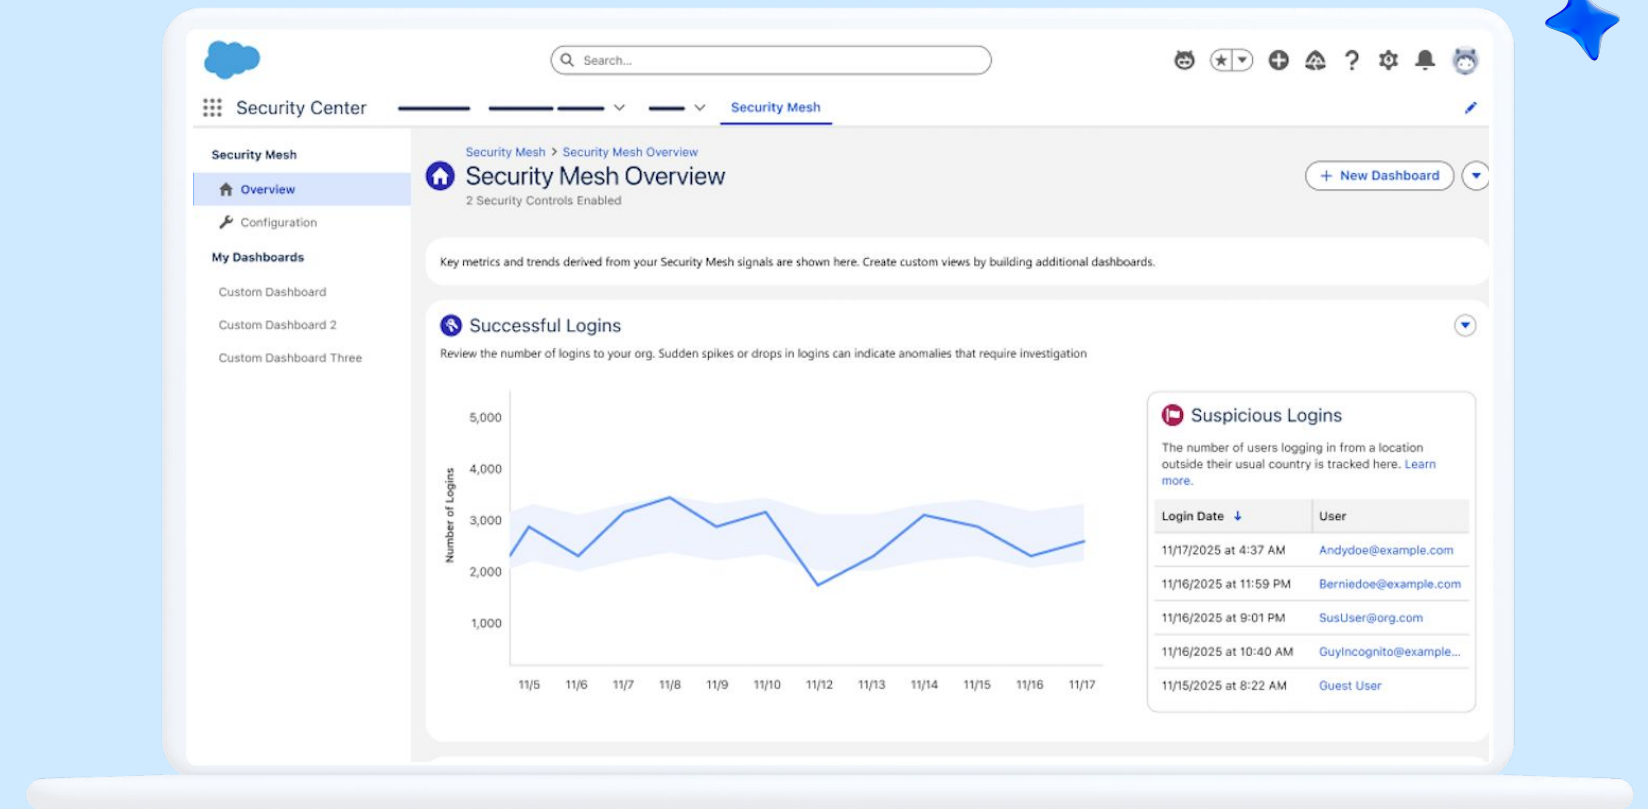 Search...
Security Center
Security Mesh
Security Mesh
Overview
Configuration
My Dashboards
Custom Dashboard
Custom Dashboard 2
Custom Dashboard Three
Security Mesh > Security Mesh Overview
Security Mesh Overview
2 Security Controls Enabled
+ New Dashboard
Key metrics and trends derived from your Security Mesh signals are shown here. Create custom views by building additional dashboards.
Successful Logins
Review the number of logins to your org. Sudden spikes or drops in logins can indicate anomalies that require investigation
Number of Logins
5,000
4,000
3,000
2,000
1,000
11/5 11/6 11/7 11/8 11/9 11/10 11/12 11/13 11/14 11/15 11/16 11/17
Suspicious Logins
The number of users logging in from a location
outside their usual country is tracked here. Learn
more.
Login Date ↓ User
11/17/2025 at 4:37 AM Andydoe@example.com
11/16/2025 at 11:59 PM Berniedoe@example.com
11/16/2025 at 9:01 PM SusUser@org.com
11/16/2025 at 10:40 AM GuyIncognito@example...
11/15/2025 at 8:22 AM Guest User